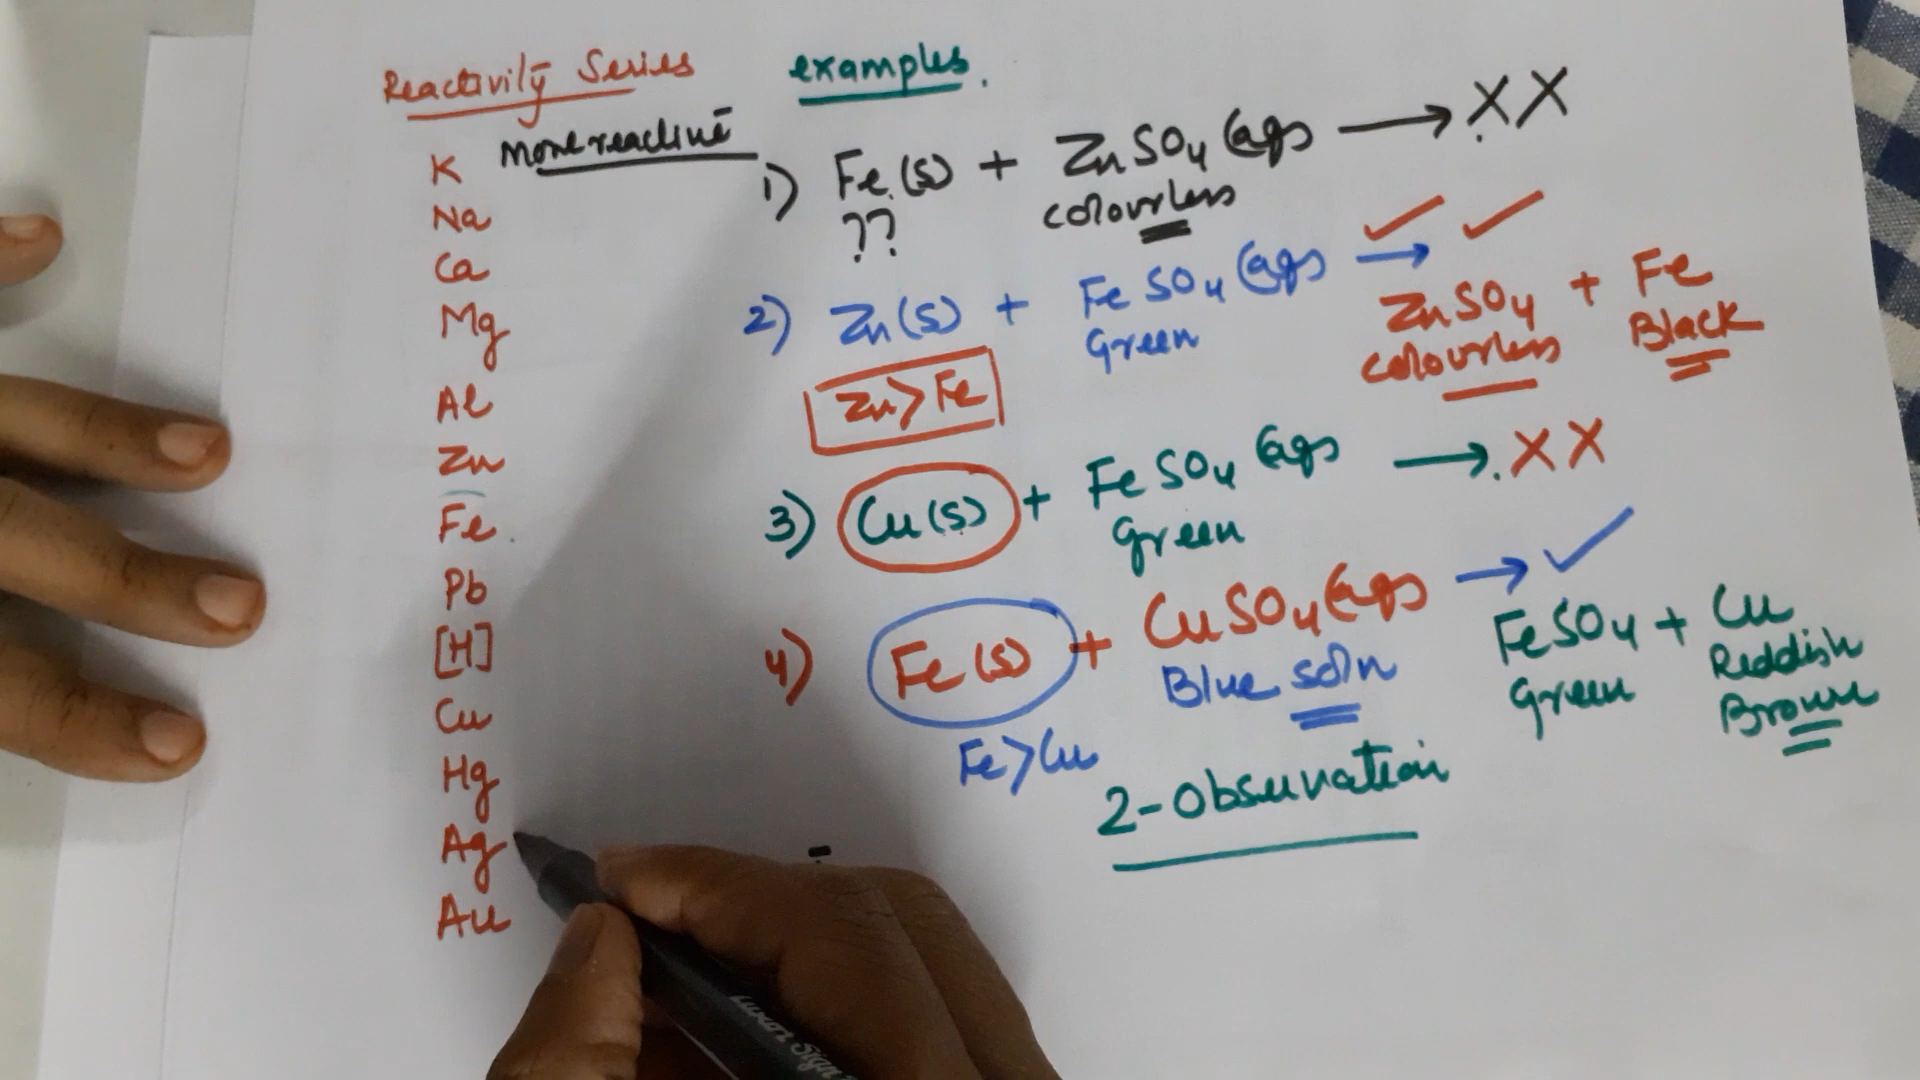 Reactivity Series
More reactive
K
Na
Ca
Mg
Al
Zn
Fe
Pb
[H]
Cu
Hg
Ag
Au
examples.
1) Fe(s) + ZnSO4(aq) → XX
?? colourless
2) Zn(s) + FeSO4(aq) → ✓ ✓
Green
ZnSO4 + Fe
colourless Black
Zn>Fe
3) Cu(s) + FeSO4(aq) → XX
Green
4) Fe(s) + CuSO4(aq) → ✓
Blue soln
FeSO4 + Cu
Green Reddish
Brown
Fe>Cu
2-Observation
Luxor Sign